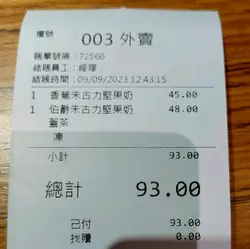 檯號
003 外賣
賬單號碼：72560
結賬員工：經理
結賬時間：09/09/2023 12:43:15
1 香蕉朱古力堅果奶 45.00
1 伯爵朱古力堅果奶 48.00
蓋茶
凍
小計 93.00
總計 93.00
已付 93.00
找贖 0.00